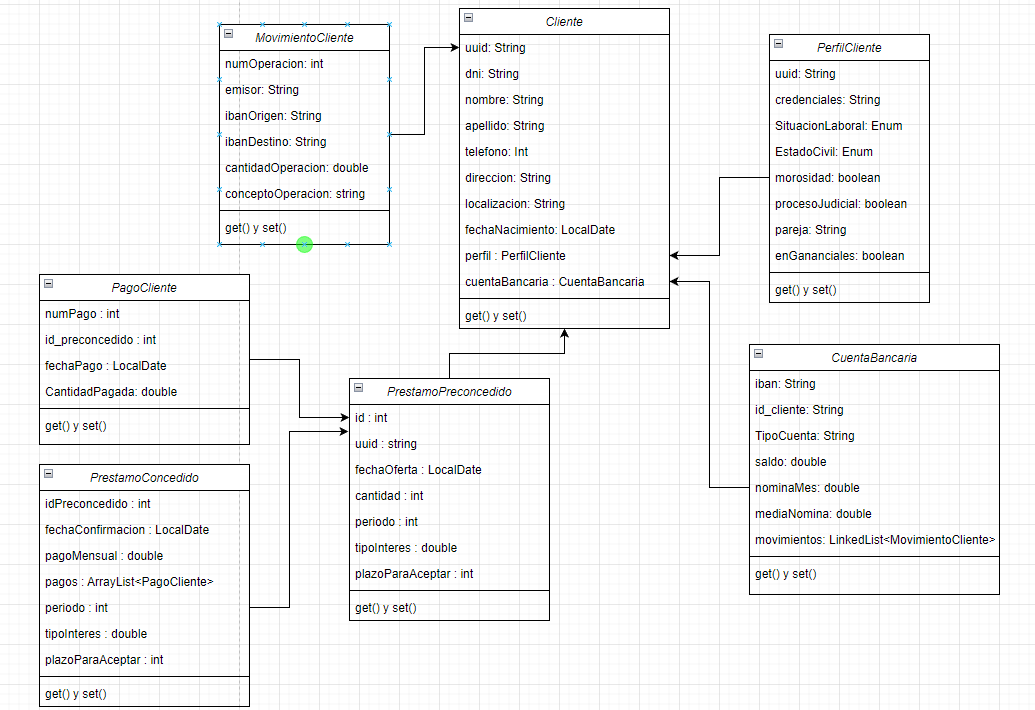 MovimientoCliente
numOperacion: int
emisor: String
ibanOrigen: String
ibanDestino: String
cantidadOperacion: double
conceptoOperacion: string
get() y set()
Cliente
uuid: String
dni: String
nombre: String
apellido: String
telefono: Int
direccion: String
localizacion: String
fechaNacimiento: LocalDate
perfil : PerfilCliente
cuentaBancaria : CuentaBancaria
get() y set()
PerfilCliente
uuid: String
credenciales: String
SituacionLaboral: Enum
EstadoCivil: Enum
morosidad: boolean
procesoJudicial: boolean
pareja: String
enGananciales: boolean
get() y set()
PagoCliente
numPago : int
id_preconcedido : int
fechaPago : LocalDate
CantidadPagada: double
get() y set()
PrestamoPreconcedido
id : int
uuid : string
fechaOferta : LocalDate
cantidad : int
periodo : int
tipoInteres : double
plazoParaAceptar : int
get() y set()
CuentaBancaria
iban: String
id_cliente: String
TipoCuenta: String
saldo: double
nominaMes: double
mediaNomina: double
movimientos: LinkedList<MovimientoCliente>
get() y set()
PrestamoConcedido
idPreconcedido : int
fechaConfirmacion : LocalDate
pagoMensual : double
pagos : ArrayList<PagoCliente>
periodo : int
tipoInteres : double
plazoParaAceptar : int
get() y set()